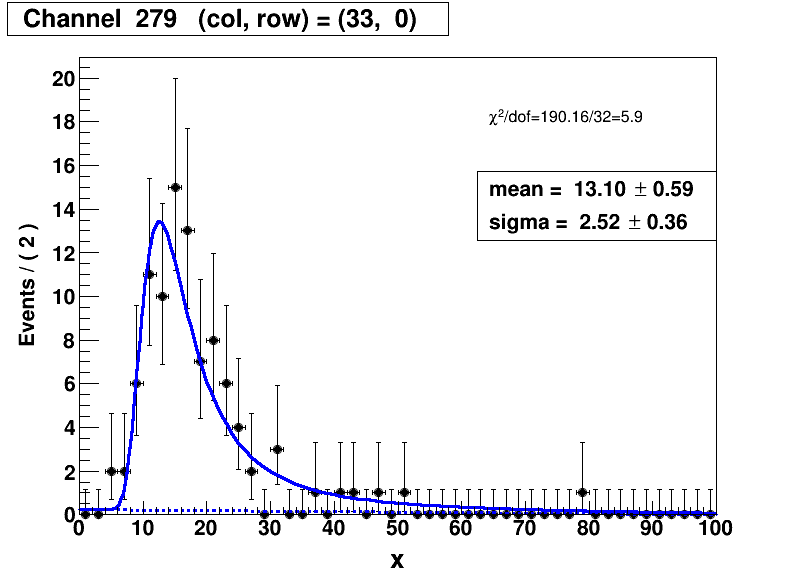 Channel 279 (col, row) = (33, 0)
χ²/dof=190.16/32=5.9
mean = 13.10 ± 0.59
sigma = 2.52 ± 0.36
Events / ( 2 )
20
18
16
14
12
10
8
6
4
2
0
0 10 20 30 40 50 60 70 80 90 100
x